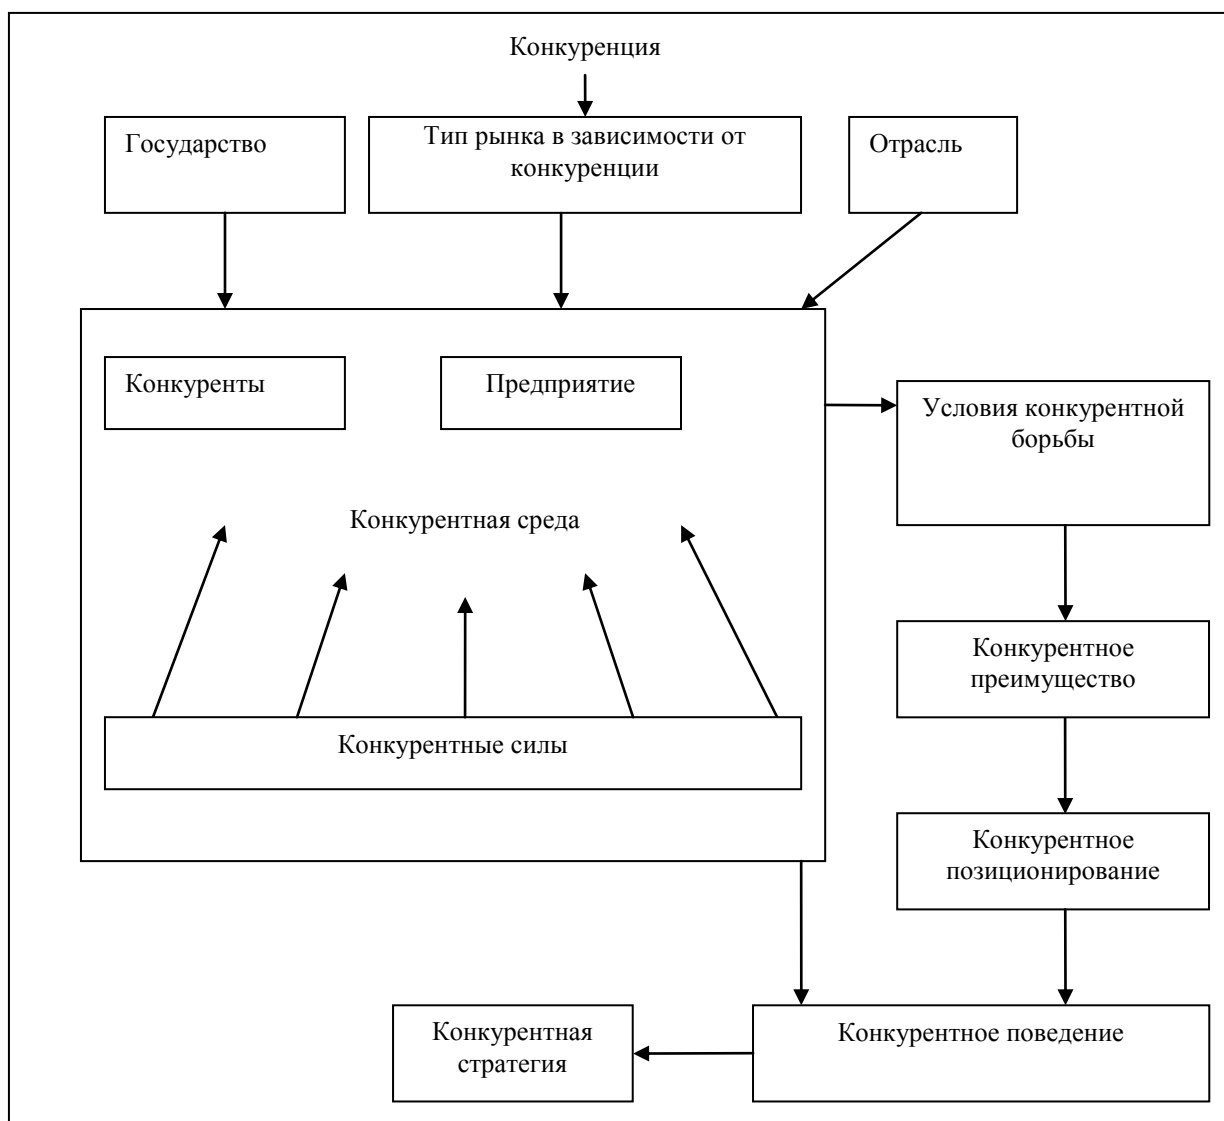 Конкуренция
Государство
Тип рынка в зависимости от
конкуренции
Отрасль
Конкуренты
Предприятие
Условия конкурентной
борьбы
Конкурентная среда
Конкурентное
преимущество
Конкурентные силы
Конкурентное
позиционирование
Конкурентная
стратегия
Конкурентное поведение